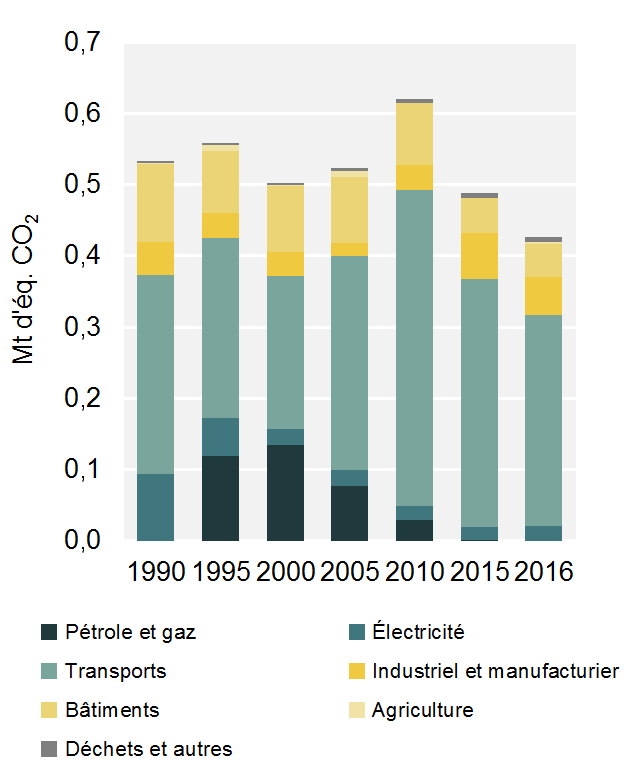 0,7
0,6
0,5
0,4
0,3
0,2
0,1
0,0
Mt d'éq. CO₂
1990 1995 2000 2005 2010 2015 2016
Pétrole et gaz
Électricité
Transports
Industriel et manufacturier
Bâtiments
Agriculture
Déchets et autres